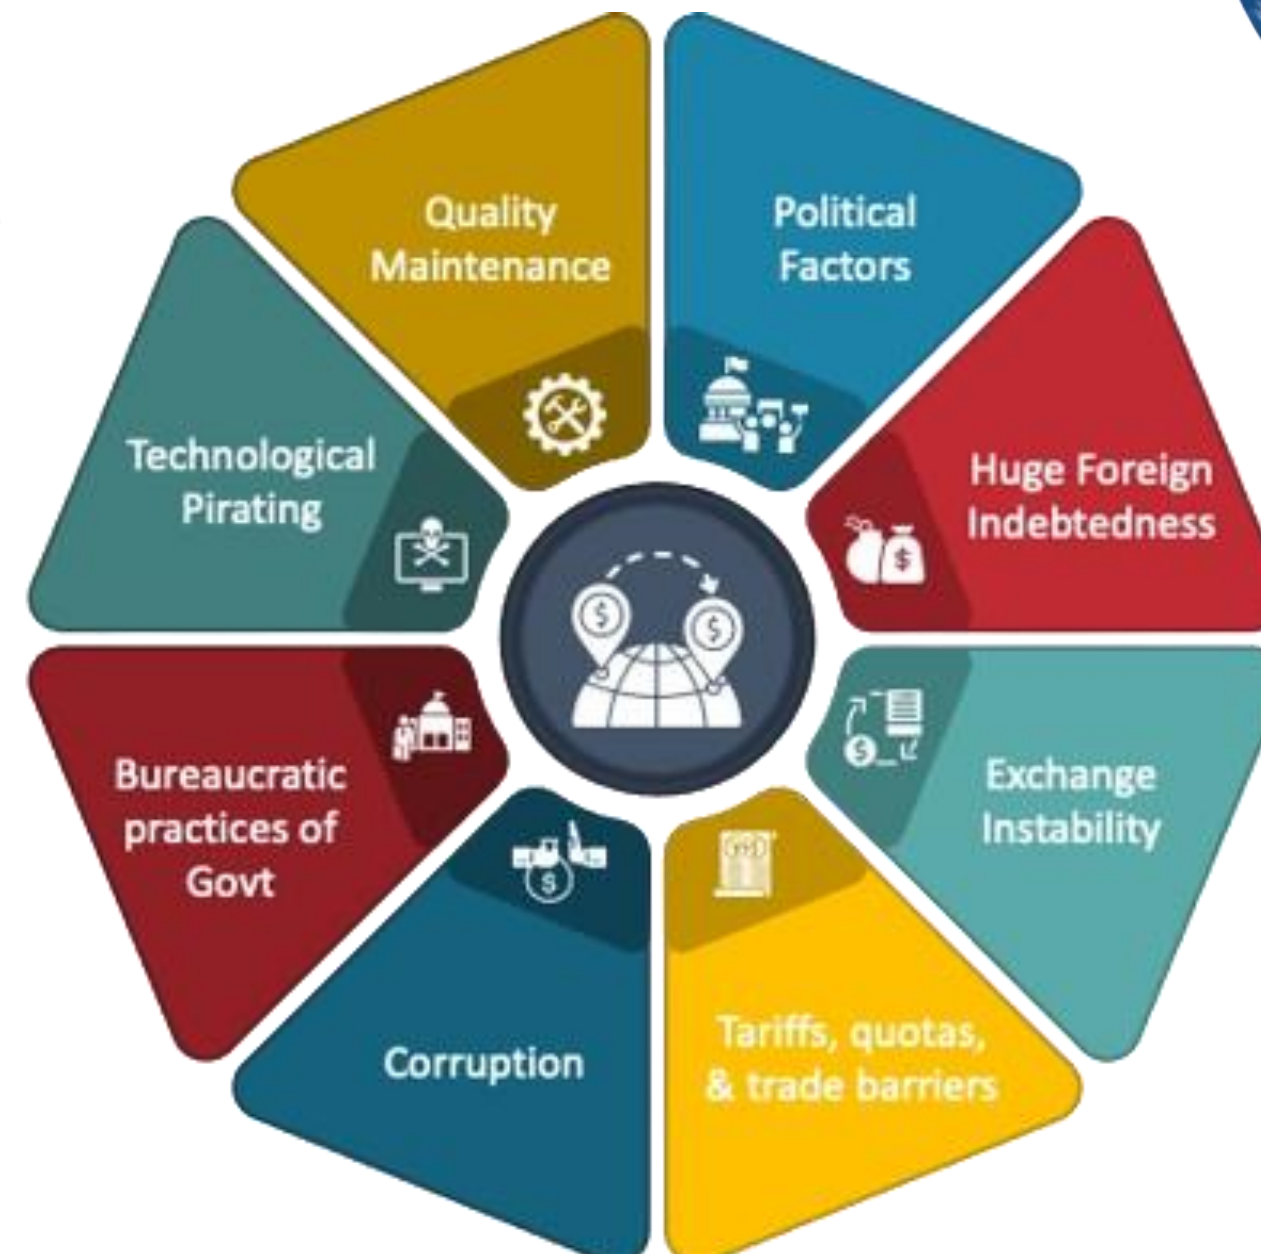 Quality
Maintenance
Political
Factors
Huge Foreign
Indebtedness
Exchange
Instability
Tariffs, quotas,
& trade barriers
Corruption
Bureaucratic
practices of
Govt
Technological
Pirating
$
$
$
$
$